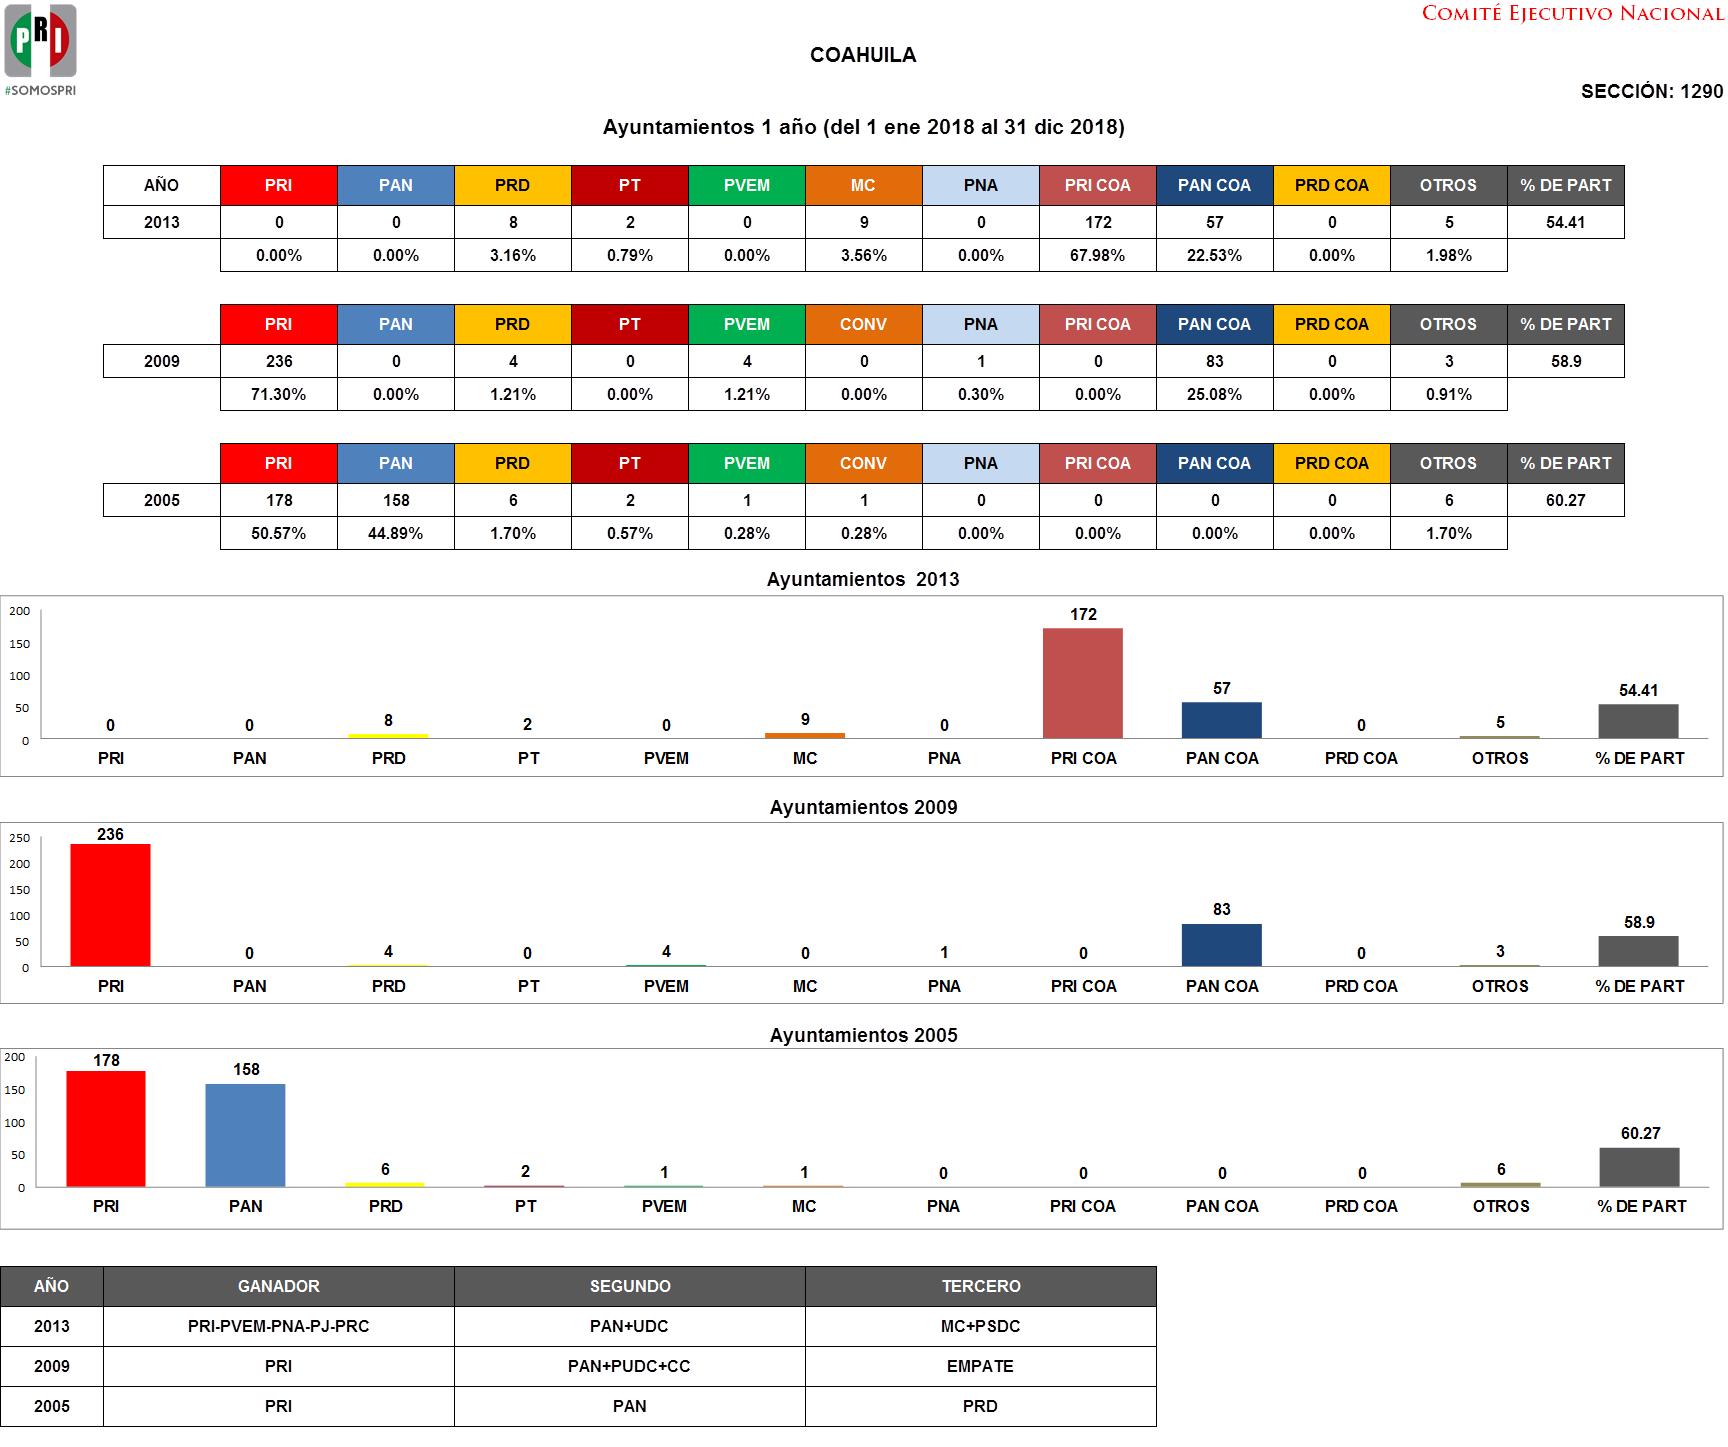 COMITÉ EJECUTIVO NACIONAL
PRI
#SOMOSPRI
COAHUILA
SECCIÓN: 1290
Ayuntamientos 1 año (del 1 ene 2018 al 31 dic 2018)
AÑO PRI PAN PRD PT PVEM MC PNA PRI COA PAN COA PRD COA OTROS % DE PART
2013 0 0 8 2 0 9 0 172 57 0 5 54.41
0.00% 0.00% 3.16% 0.79% 0.00% 3.56% 0.00% 67.98% 22.53% 0.00% 1.98%
PRI PAN PRD PT PVEM CONV PNA PRI COA PAN COA PRD COA OTROS % DE PART
2009 236 0 4 0 4 0 1 0 83 0 3 58.9
71.30% 0.00% 1.21% 0.00% 1.21% 0.00% 0.30% 0.00% 25.08% 0.00% 0.91%
PRI PAN PRD PT PVEM CONV PNA PRI COA PAN COA PRD COA OTROS % DE PART
2005 178 158 6 2 1 1 0 0 0 0 6 60.27
50.57% 44.89% 1.70% 0.57% 0.28% 0.28% 0.00% 0.00% 0.00% 0.00% 1.70%
Ayuntamientos 2013
200
150
100
50
0
0 0 8 2 0 9 0 172 57 0 5 54.41
PRI PAN PRD PT PVEM MC PNA PRI COA PAN COA PRD COA OTROS % DE PART
Ayuntamientos 2009
250
200
150
100
50
0
236 0 4 0 4 0 1 0 83 0 3 58.9
PRI PAN PRD PT PVEM MC PNA PRI COA PAN COA PRD COA OTROS % DE PART
Ayuntamientos 2005
200
150
100
50
0
178 158 6 2 1 1 0 0 0 0 6 60.27
PRI PAN PRD PT PVEM MC PNA PRI COA PAN COA PRD COA OTROS % DE PART
AÑO GANADOR SEGUNDO TERCERO
2013 PRI-PVEM-PNA-PJ-PRC PAN+UDC MC+PSDC
2009 PRI PAN+PUDC+CC EMPATE
2005 PRI PAN PRD